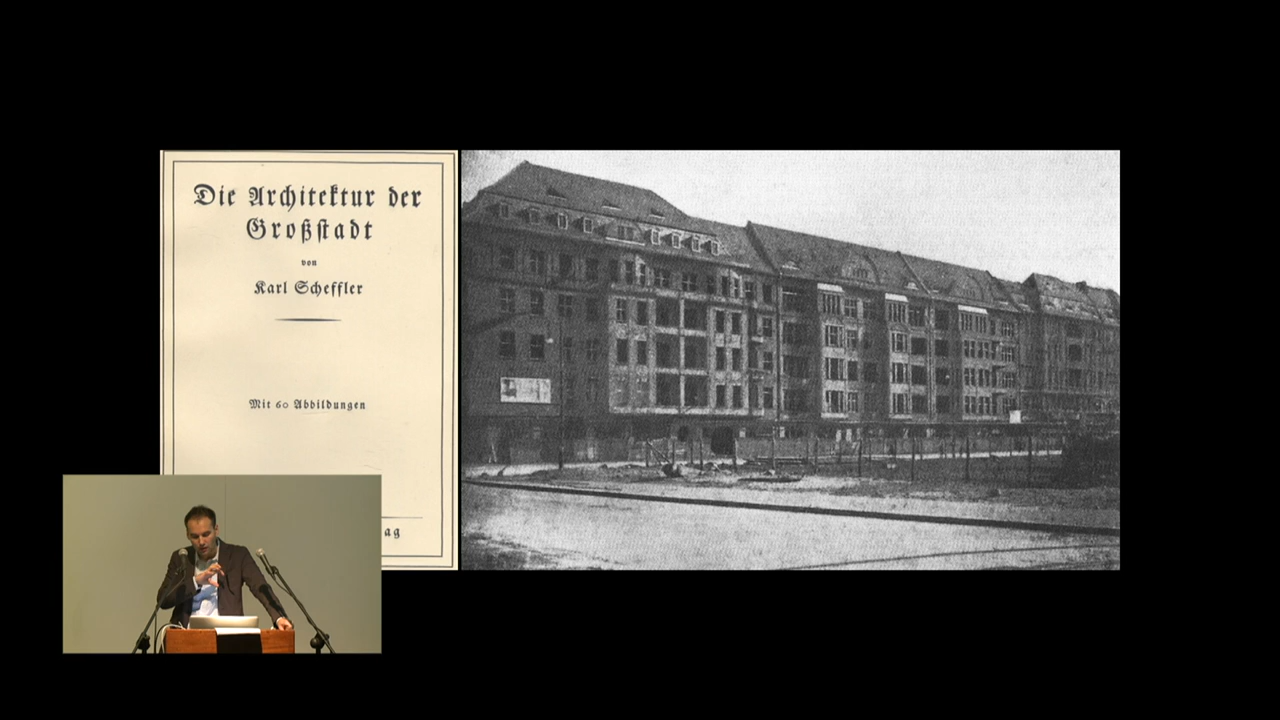 Die Architektur der
Großstadt
von
Karl Scheffler
Mit 60 Abbildungen